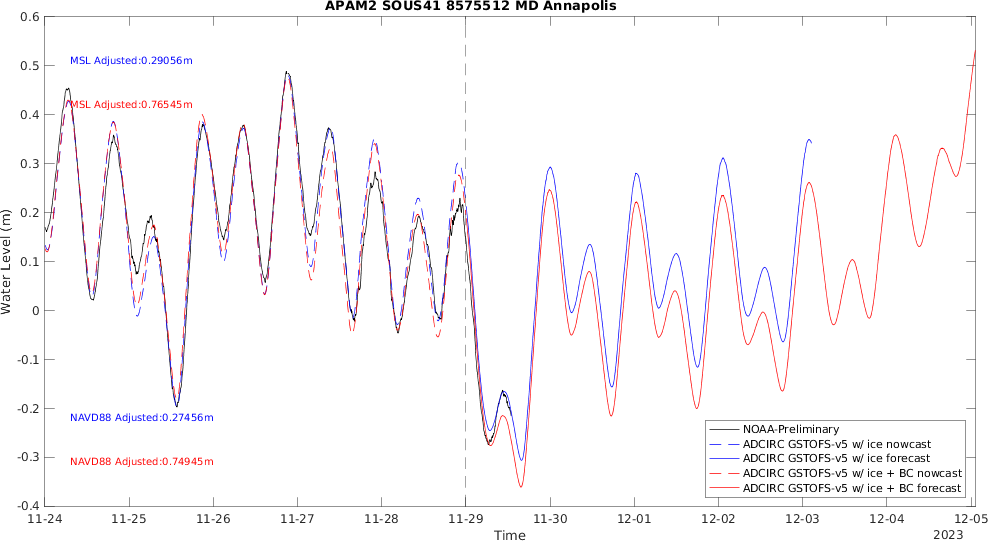 APAM2 SOUS41 8575512 MD Annapolis
0.6
0.5
0.4
0.3
0.2
0.1
0
-0.1
-0.2
-0.3
-0.4
Water Level (m)
MSL Adjusted:0.29056m
MSL Adjusted:0.76545m
NAVD88 Adjusted:0.27456m
NAVD88 Adjusted:0.74945m
NOAA-Preliminary
ADCIRC GSTOFS-v5 w/ ice nowcast
ADCIRC GSTOFS-v5 w/ ice forecast
ADCIRC GSTOFS-v5 w/ ice + BC nowcast
ADCIRC GSTOFS-v5 w/ ice + BC forecast
11-24 11-25 11-26 11-27 11-28 11-29 11-30 12-01 12-02 12-03 12-04 12-05
Time
2023